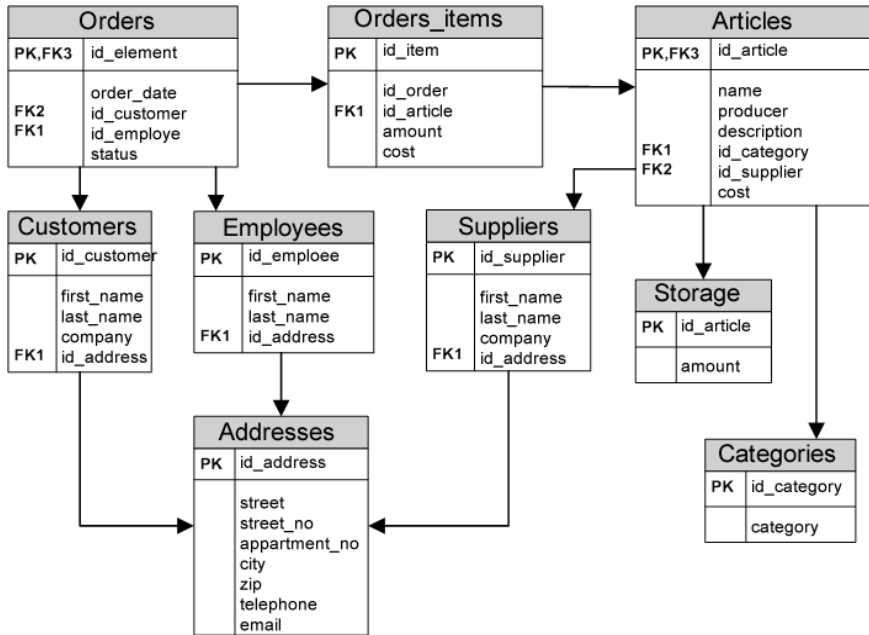 Orders
PK,FK3 id_element
order_date
FK2 id_customer
FK1 id_employe
status
Orders_items
PK id_item
id_order
FK1 id_article
amount
cost
Articles
PK,FK3 id_article
name
producer
description
FK1 id_category
FK2 id_supplier
cost
Customers
PK id_customer
first_name
last_name
company
FK1 id_address
Employees
PK id_emploee
first_name
last_name
FK1 id_address
Suppliers
PK id_supplier
first_name
last_name
company
FK1 id_address
Storage
PK id_article
amount
Addresses
PK id_address
street
street_no
appartment_no
city
zip
telephone
email
Categories
PK id_category
category